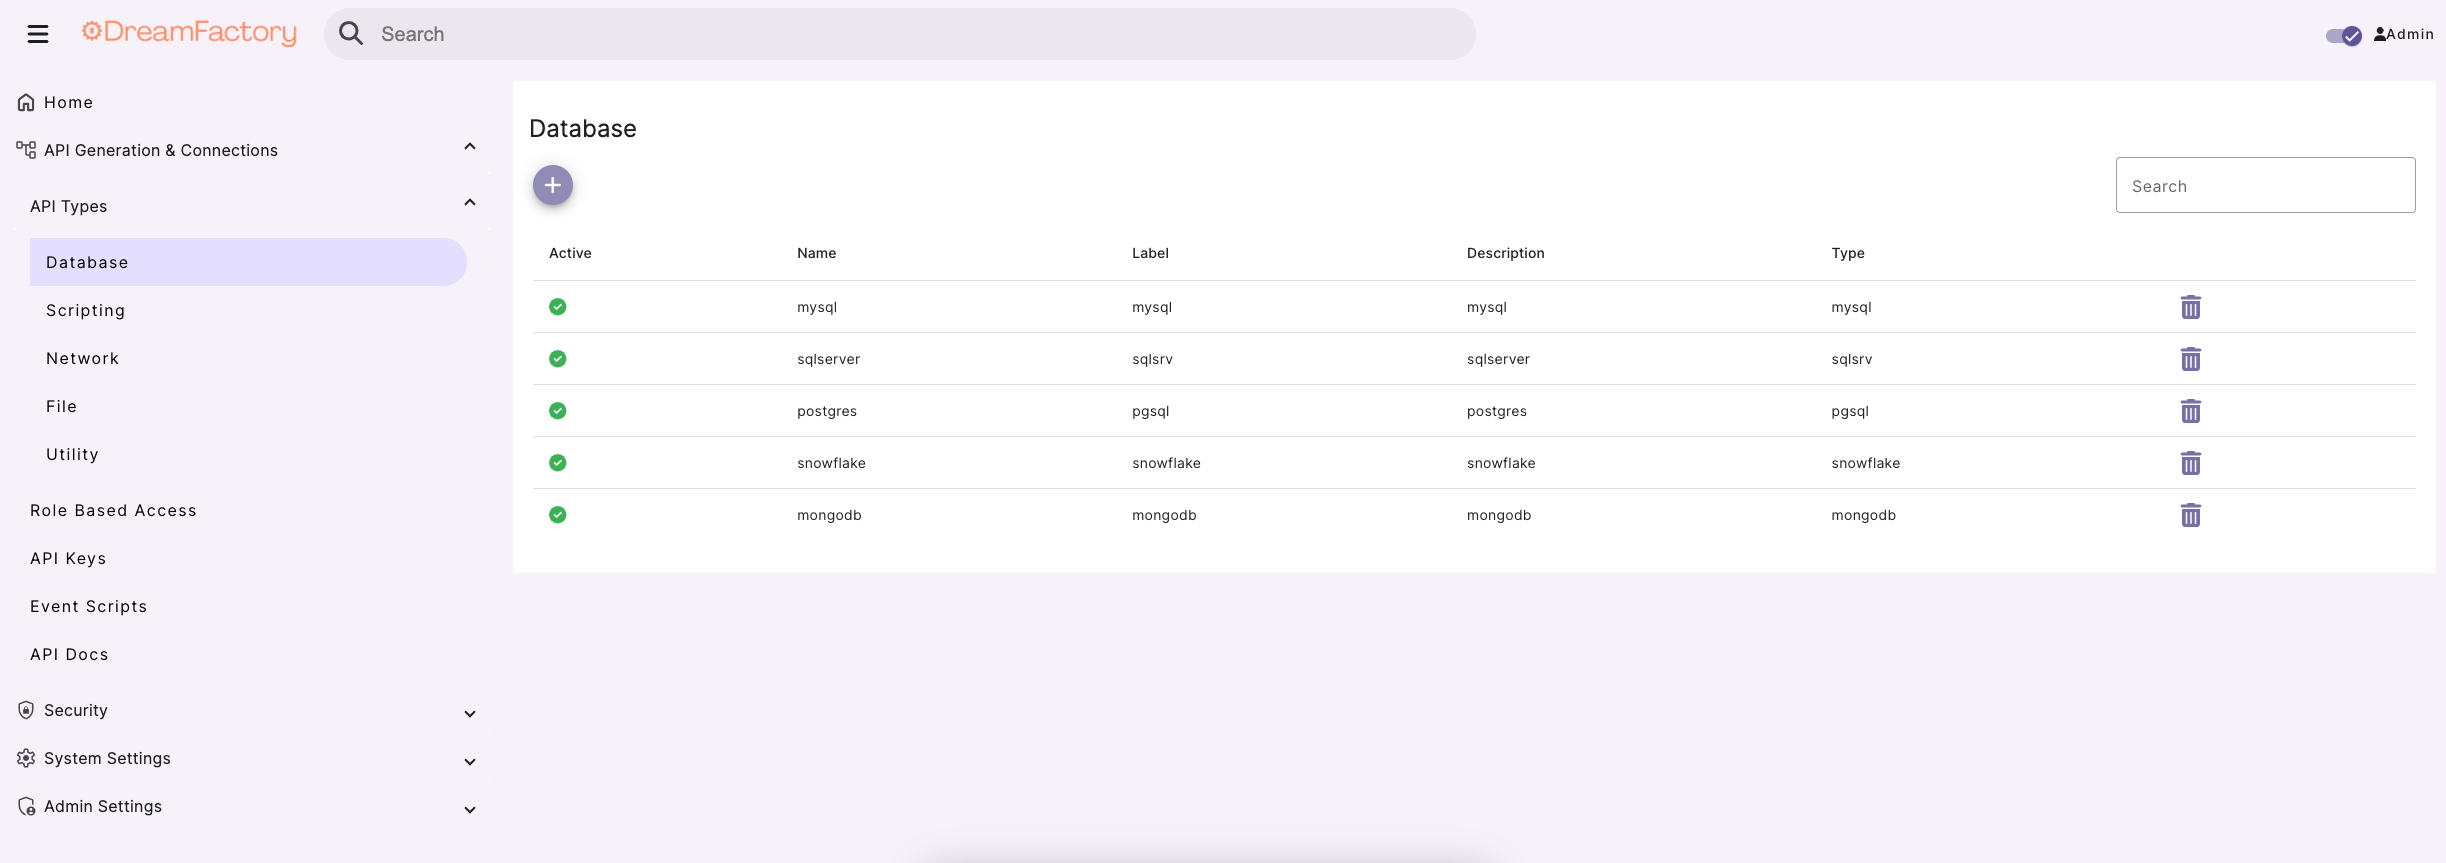 DreamFactory
Search
Admin
Home
API Generation & Connections
API Types
Database
Scripting
Network
File
Utility
Role Based Access
API Keys
Event Scripts
API Docs
Security
System Settings
Admin Settings
Database
Search
Active Name Label Description Type
mysql mysql mysql mysql
sqlserver sqlsrv sqlserver sqlsrv
postgres pgsql postgres pgsql
snowflake snowflake snowflake snowflake
mongodb mongodb mongodb mongodb